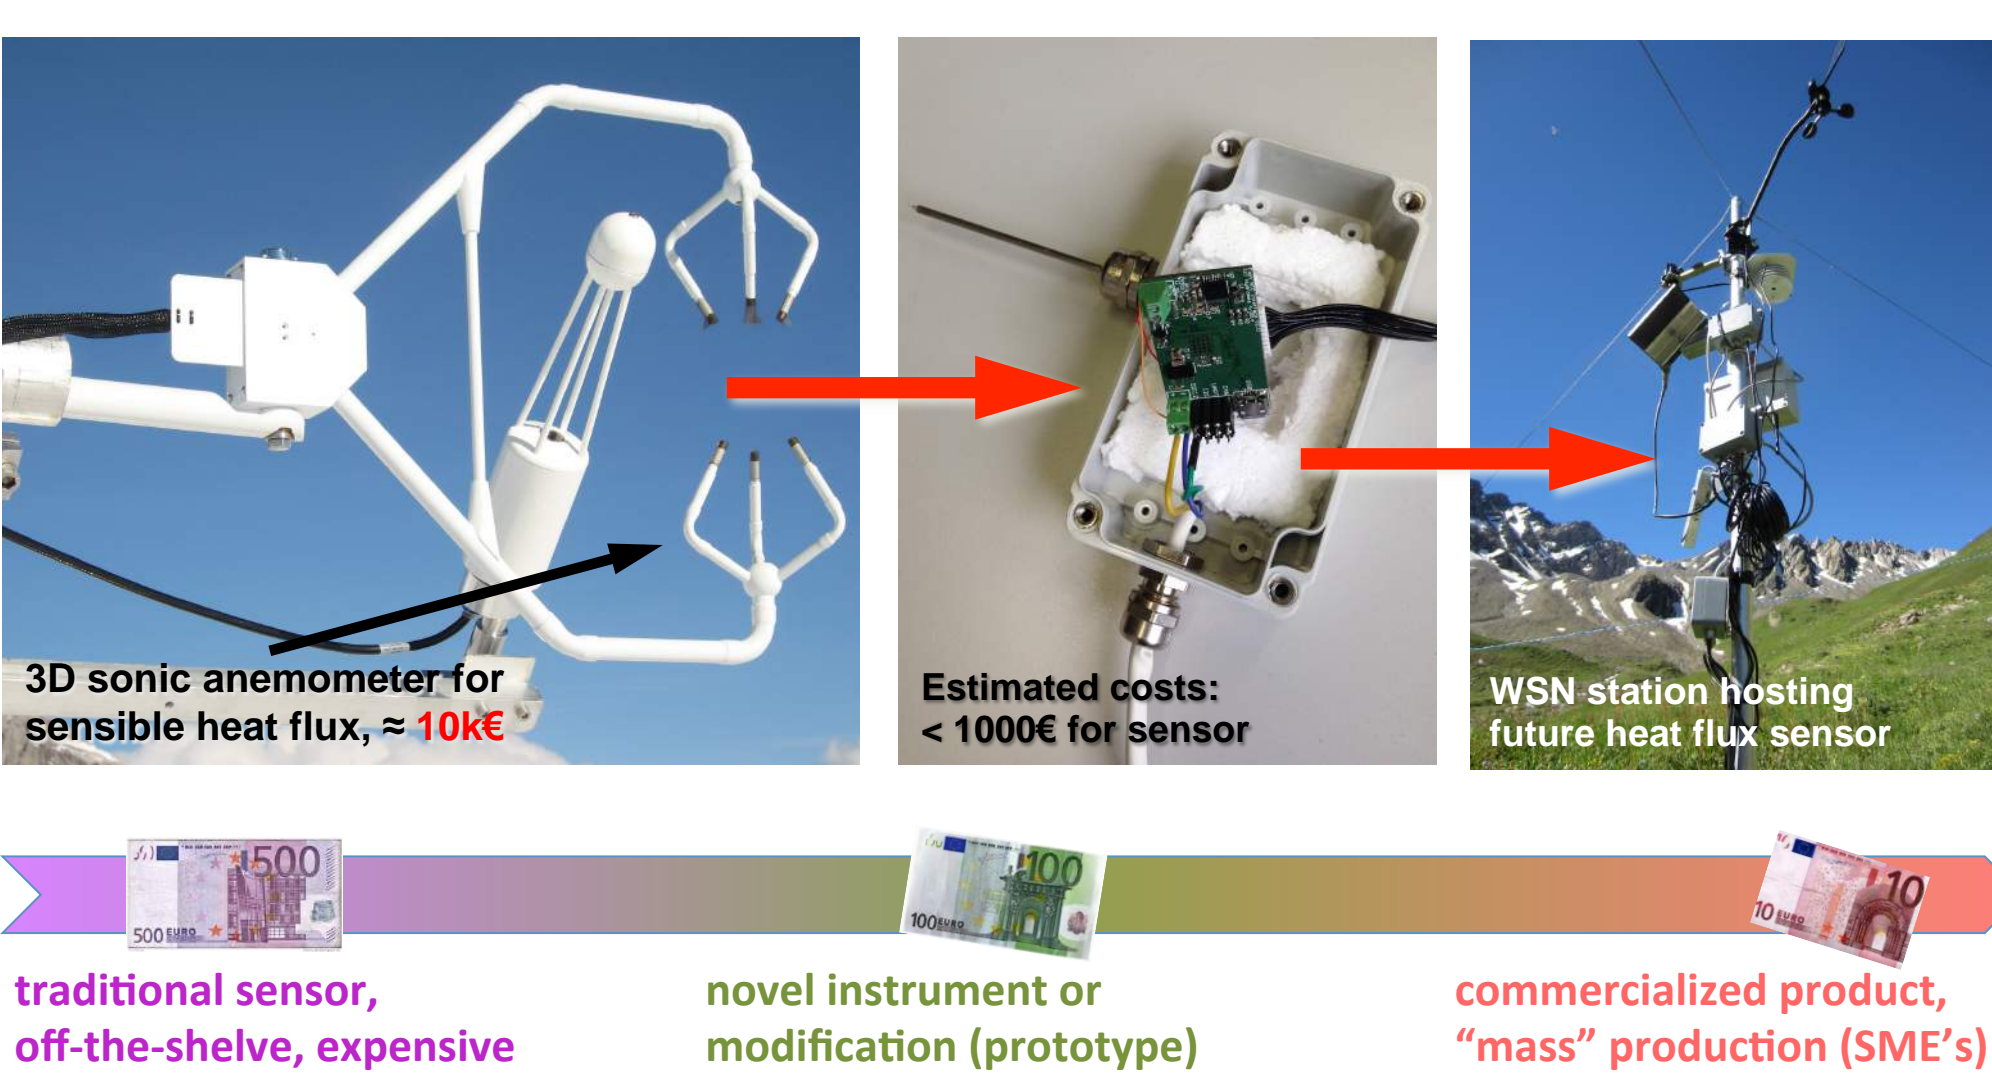 3D sonic anemometer for
sensible heat flux, ≈ 10k€
Estimated costs:
< 1000€ for sensor
WSN station hosting
future heat flux sensor
500
500 EURO
100
100 EURO
10
10 EURO
traditional sensor,
off-the-shelve, expensive
novel instrument or
modification (prototype)
commercialized product,
“mass” production (SME's)